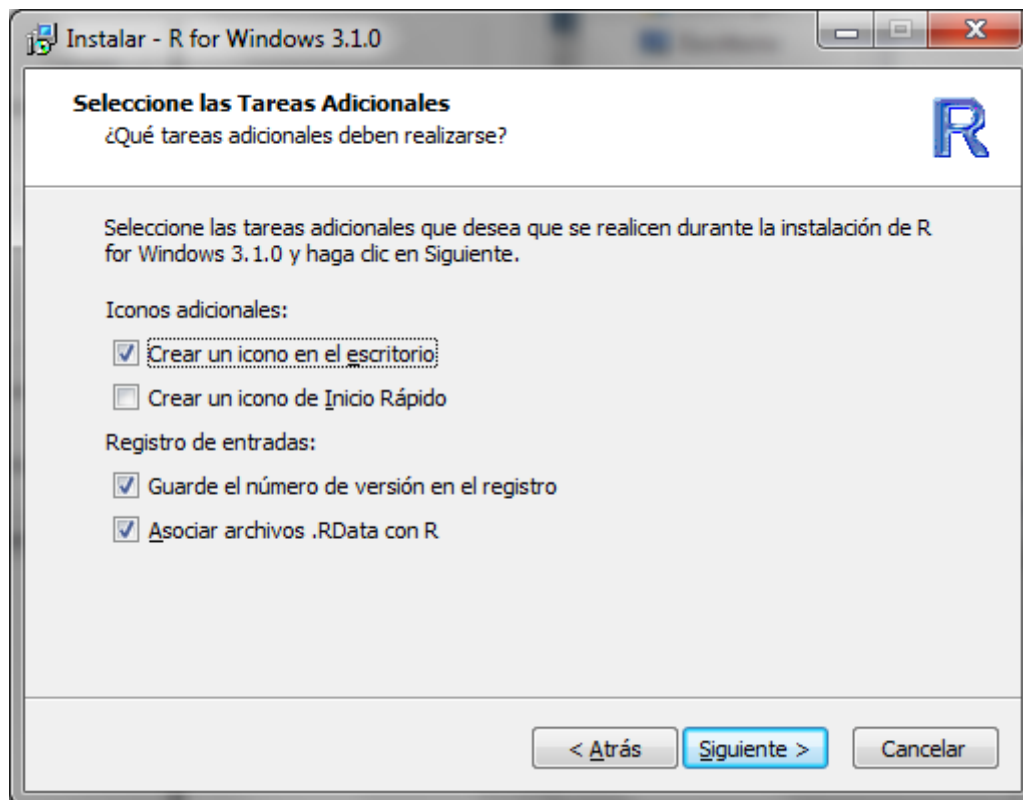 Instalar - R for Windows 3.1.0
Seleccione las Tareas Adicionales
¿Qué tareas adicionales deben realizarse?
R
Seleccione las tareas adicionales que desea que se realicen durante la instalación de R
for Windows 3.1.0 y haga clic en Siguiente.
Iconos adicionales:
Crear un icono en el escritorio
Crear un icono de Inicio Rápido
Registro de entradas:
Guarde el número de versión en el registro
Asociar archivos .RData con R
< Atrás
Siguiente >
Cancelar